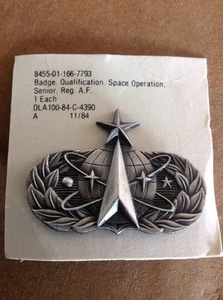 8455-01-166-7793
Badge, Qualification, Space Operation,
Senior, Reg. A.F.
1 Each
DLA100-84-C-4390
A 11/84